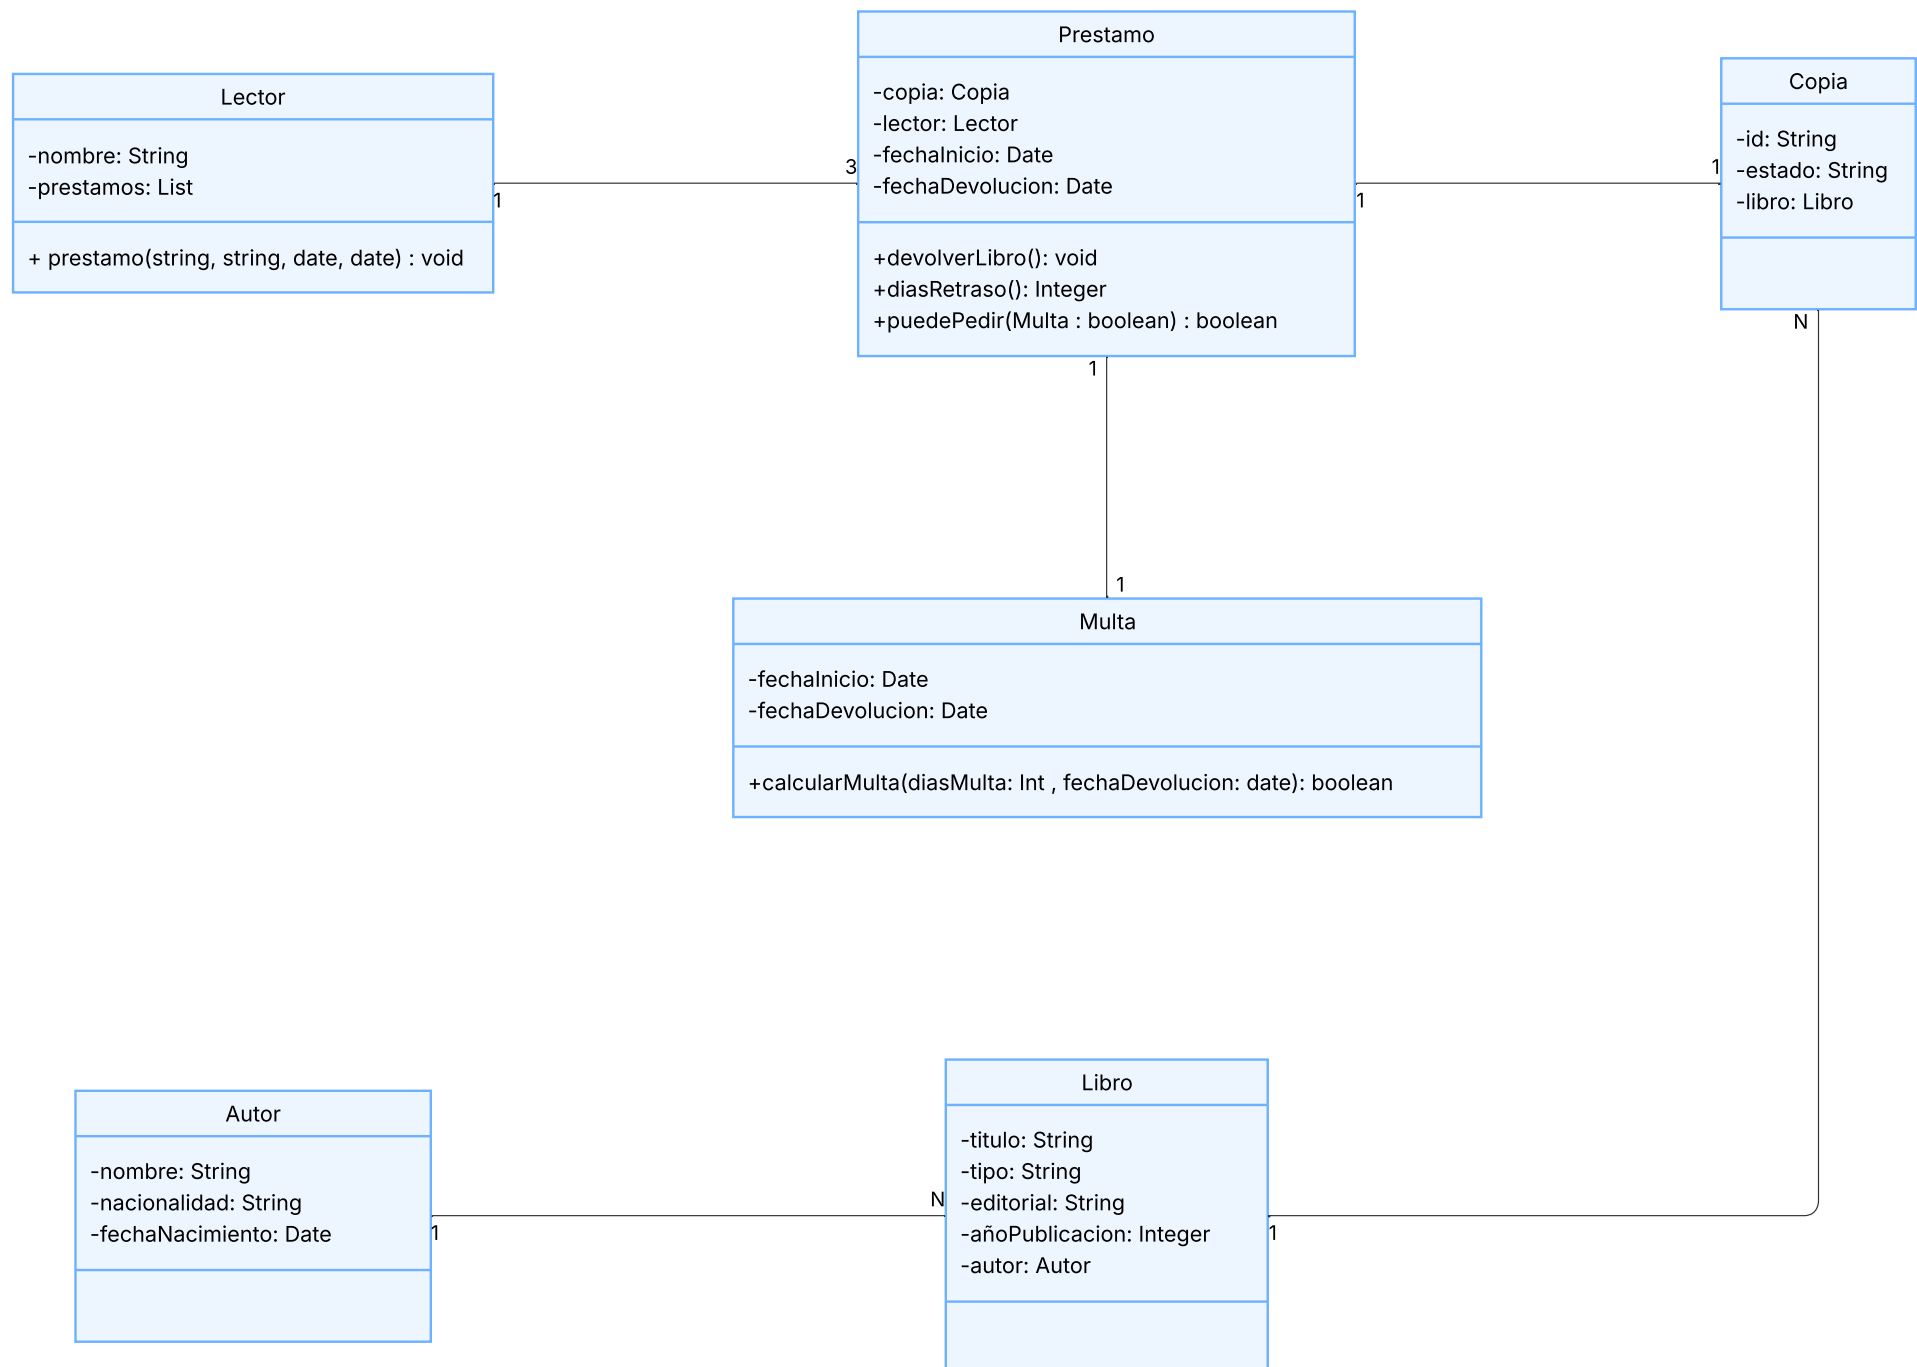 Lector
-nombre: String
-prestamos: List
+ prestamo(string, string, date, date) : void
1
3
Prestamo
-copia: Copia
-lector: Lector
-fechaInicio: Date
-fechaDevolucion: Date
+devolverLibro(): void
+diasRetraso(): Integer
+puedePedir(Multa : boolean) : boolean
1
1
Copia
-id: String
-estado: String
-libro: Libro
N
1
1
Multa
-fechaInicio: Date
-fechaDevolucion: Date
+calcularMulta(diasMulta: Int , fechaDevolucion: date): boolean
Autor
-nombre: String
-nacionalidad: String
-fechaNacimiento: Date
1
N
Libro
-titulo: String
-tipo: String
-editorial: String
-añoPublicacion: Integer
-autor: Autor
1